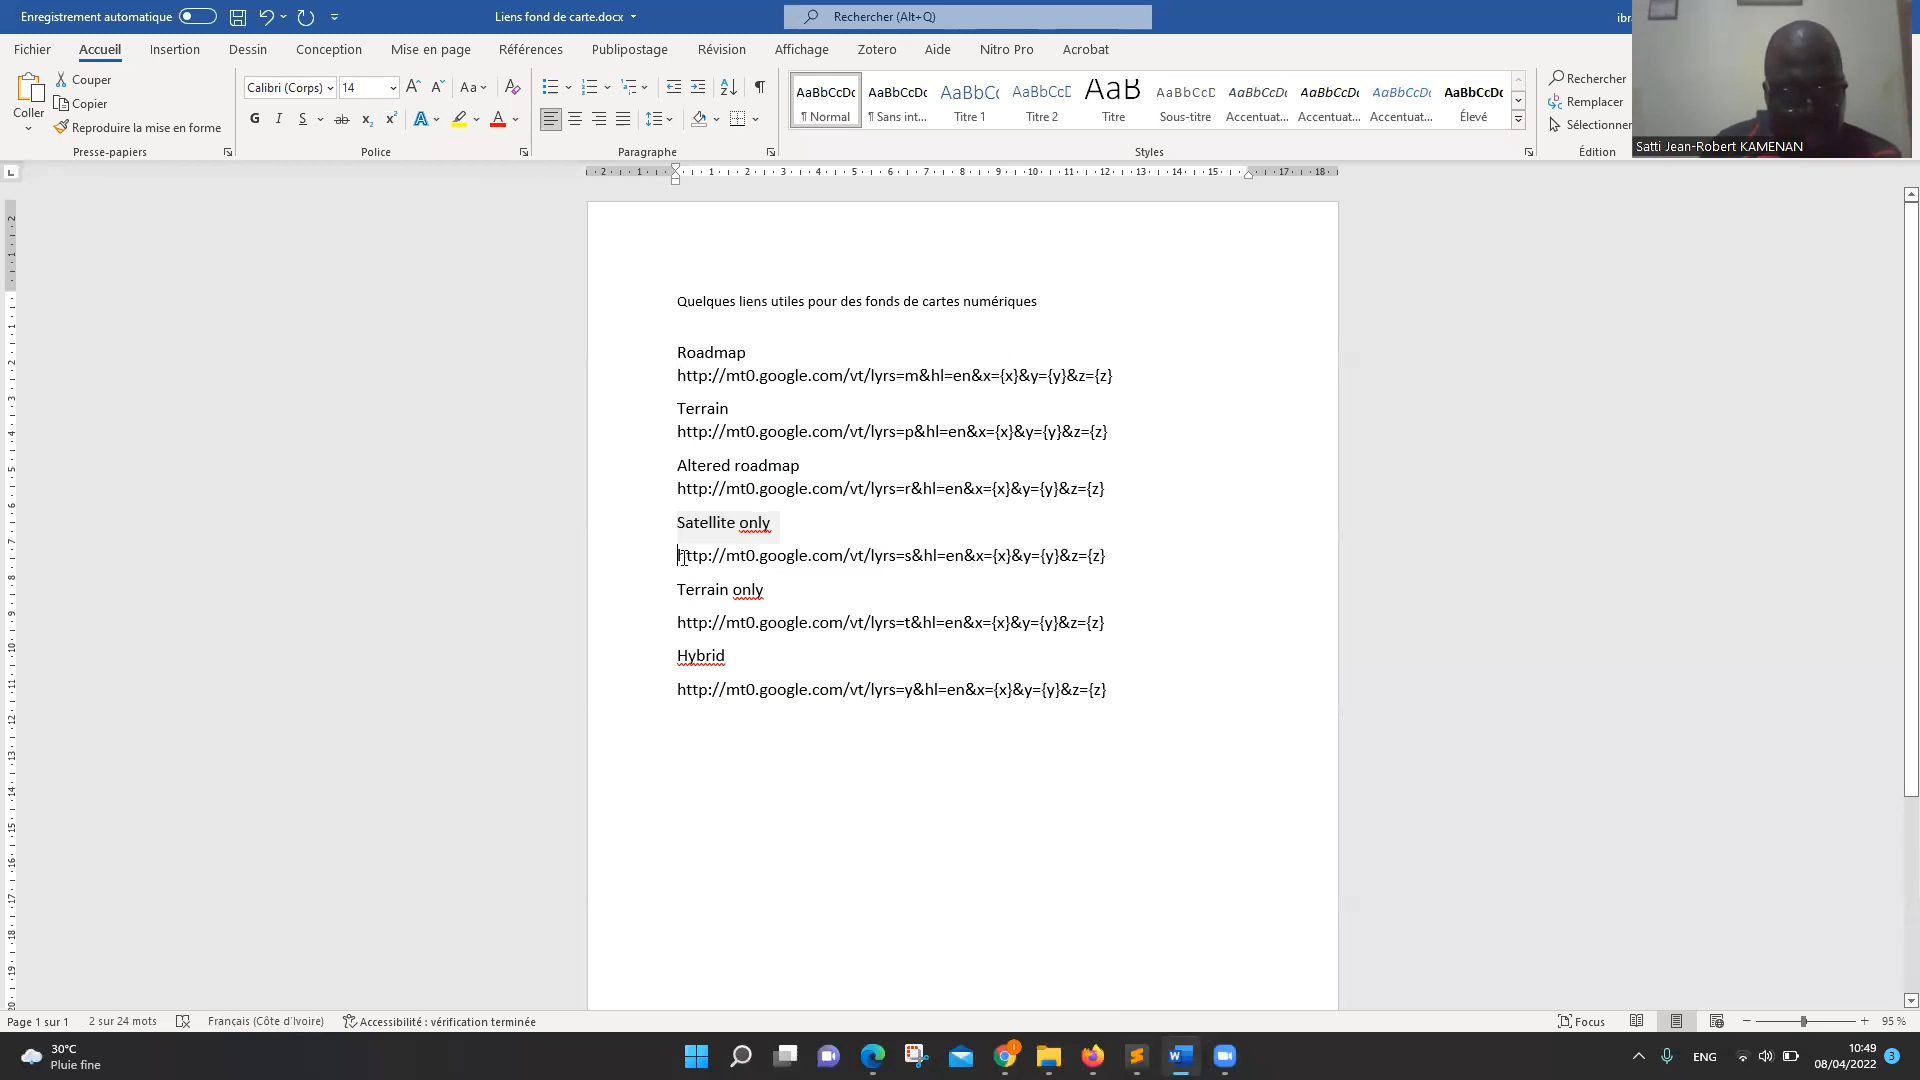 Enregistrement automatique
Liens fond de carte.docx
Rechercher (Alt+Q)
Fichier Accueil Insertion Dessin Conception Mise en page Références Publipostage Révision Affichage Zotero Aide Nitro Pro Acrobat
Coller
Couper
Copier
Reproduire la mise en forme
Presse-papiers
Calibri (Corps) 14
Police
Paragraphe
AaBbCcDc AaBbCcDc AaBbCc AaBbCcD AaB AaBbCcD AaBbCcDc AaBbCcDc AaBbCcDc AaBbCcDc
¶ Normal ¶ Sans int... Titre 1 Titre 2 Titre Sous-titre Accentuat... Accentuat... Accentuat... Élevé
Styles
Rechercher
Remplacer
Sélectionner
Édition
Satti Jean-Robert KAMENAN
Quelques liens utiles pour des fonds de cartes numériques
Roadmap
http://mt0.google.com/vt/lyrs=m&hl=en&x={x}&y={y}&z={z}
Terrain
http://mt0.google.com/vt/lyrs=p&hl=en&x={x}&y={y}&z={z}
Altered roadmap
http://mt0.google.com/vt/lyrs=r&hl=en&x={x}&y={y}&z={z}
Satellite only
http://mt0.google.com/vt/lyrs=s&hl=en&x={x}&y={y}&z={z}
Terrain only
http://mt0.google.com/vt/lyrs=t&hl=en&x={x}&y={y}&z={z}
Hybrid
http://mt0.google.com/vt/lyrs=y&hl=en&x={x}&y={y}&z={z}
Page 1 sur 1 2 sur 24 mots Français (Côte d'Ivoire) Accessibilité : vérification terminée
Focus
95 %
30°C
Pluie fine
ENG
10:49
08/04/2022
3